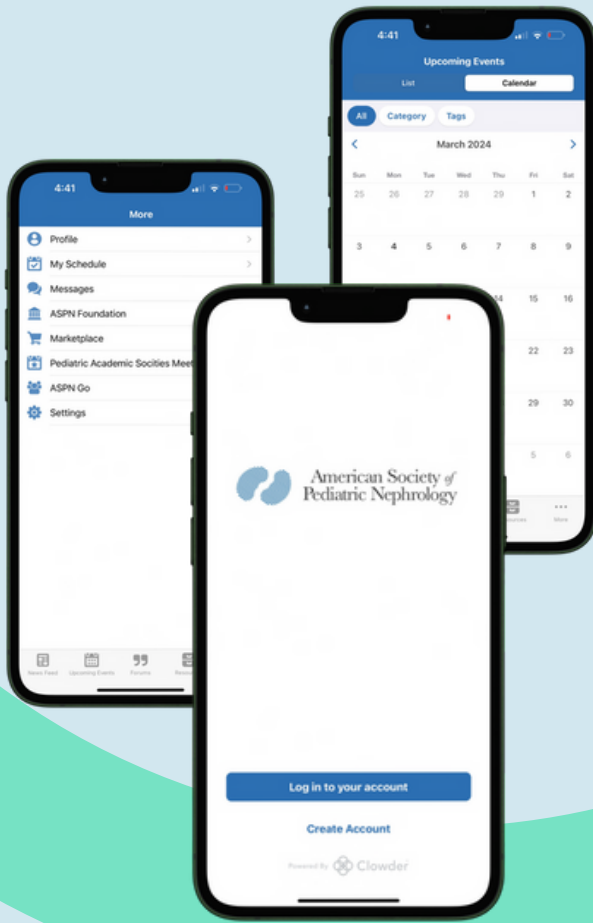 4:41
More
Profile
My Schedule
Messages
ASPN Foundation
Marketplace
Pediatric Academic Socities Meet
ASPN Go
Settings
News Feed
Upcoming Events
Forums
4:41
Upcoming Events
List Calendar
All Category Tags
March 2024
Sun Mon Tue Wed Thu Fri Sat
25 26 27 28 29 1 2
3 4 5 6 7 8 9
14 15 16
22 23
29 30
5 6
More
American Society of
Pediatric Nephrology
Log in to your account
Create Account
Powered By Clowder